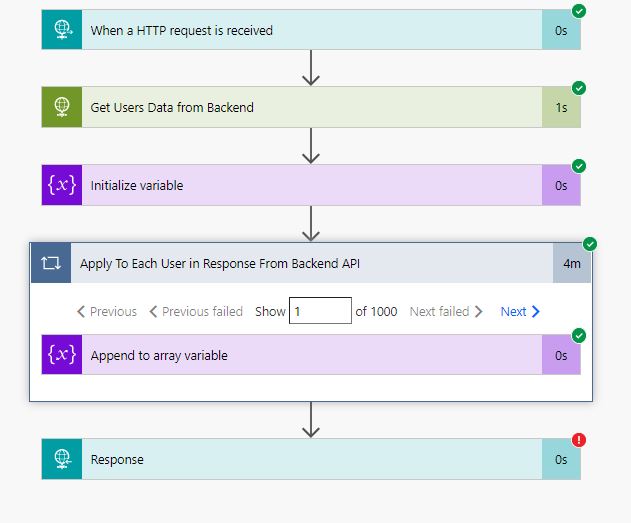 When a HTTP request is received 0s
Get Users Data from Backend 1s
{x} Initialize variable 0s
Apply To Each User in Response From Backend API 4m
Previous Previous failed Show 1 of 1000 Next failed Next
{x} Append to array variable 0s
Response 0s